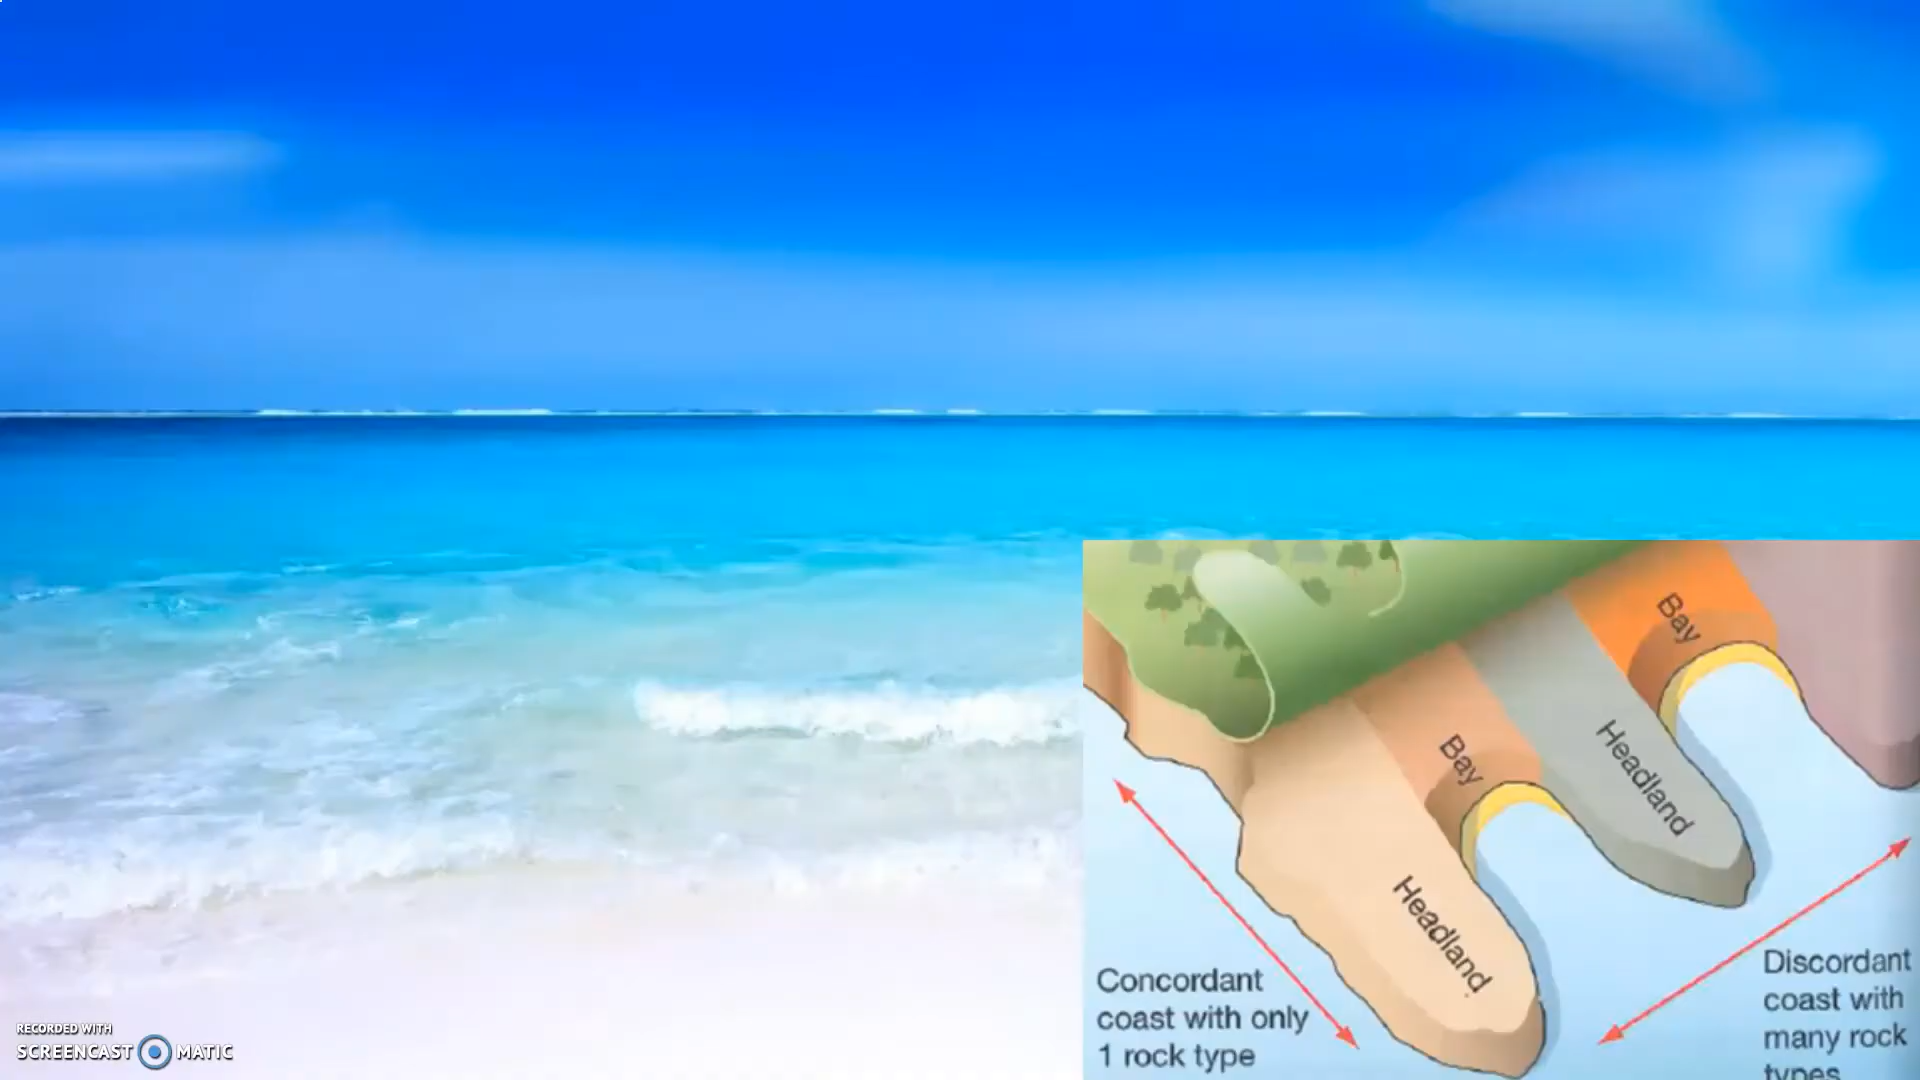 Bay
Headland
Bay
Headland
Concordant
coast with only
1 rock type
Discordant
coast with
many rock
types
RECORDED WITH
SCREENCAST MATIC